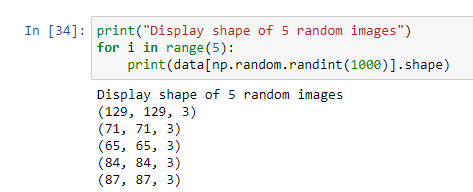 In [34]: print("Display shape of 5 random images")
for i in range(5):
    print(data[np.random.randint(1000)].shape)
Display shape of 5 random images
(129, 129, 3)
(71, 71, 3)
(65, 65, 3)
(84, 84, 3)
(87, 87, 3)